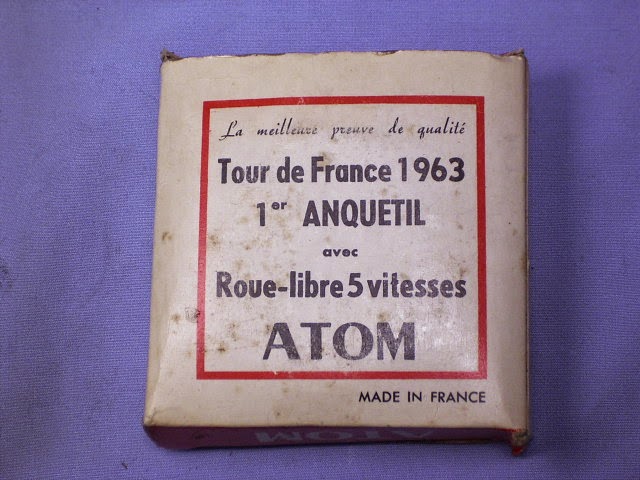 La meilleure preuve de qualité
Tour de France 1963
1er ANQUETIL
avec
Roue-libre 5 vitesses
ATOM
MADE IN FRANCE
ATOM